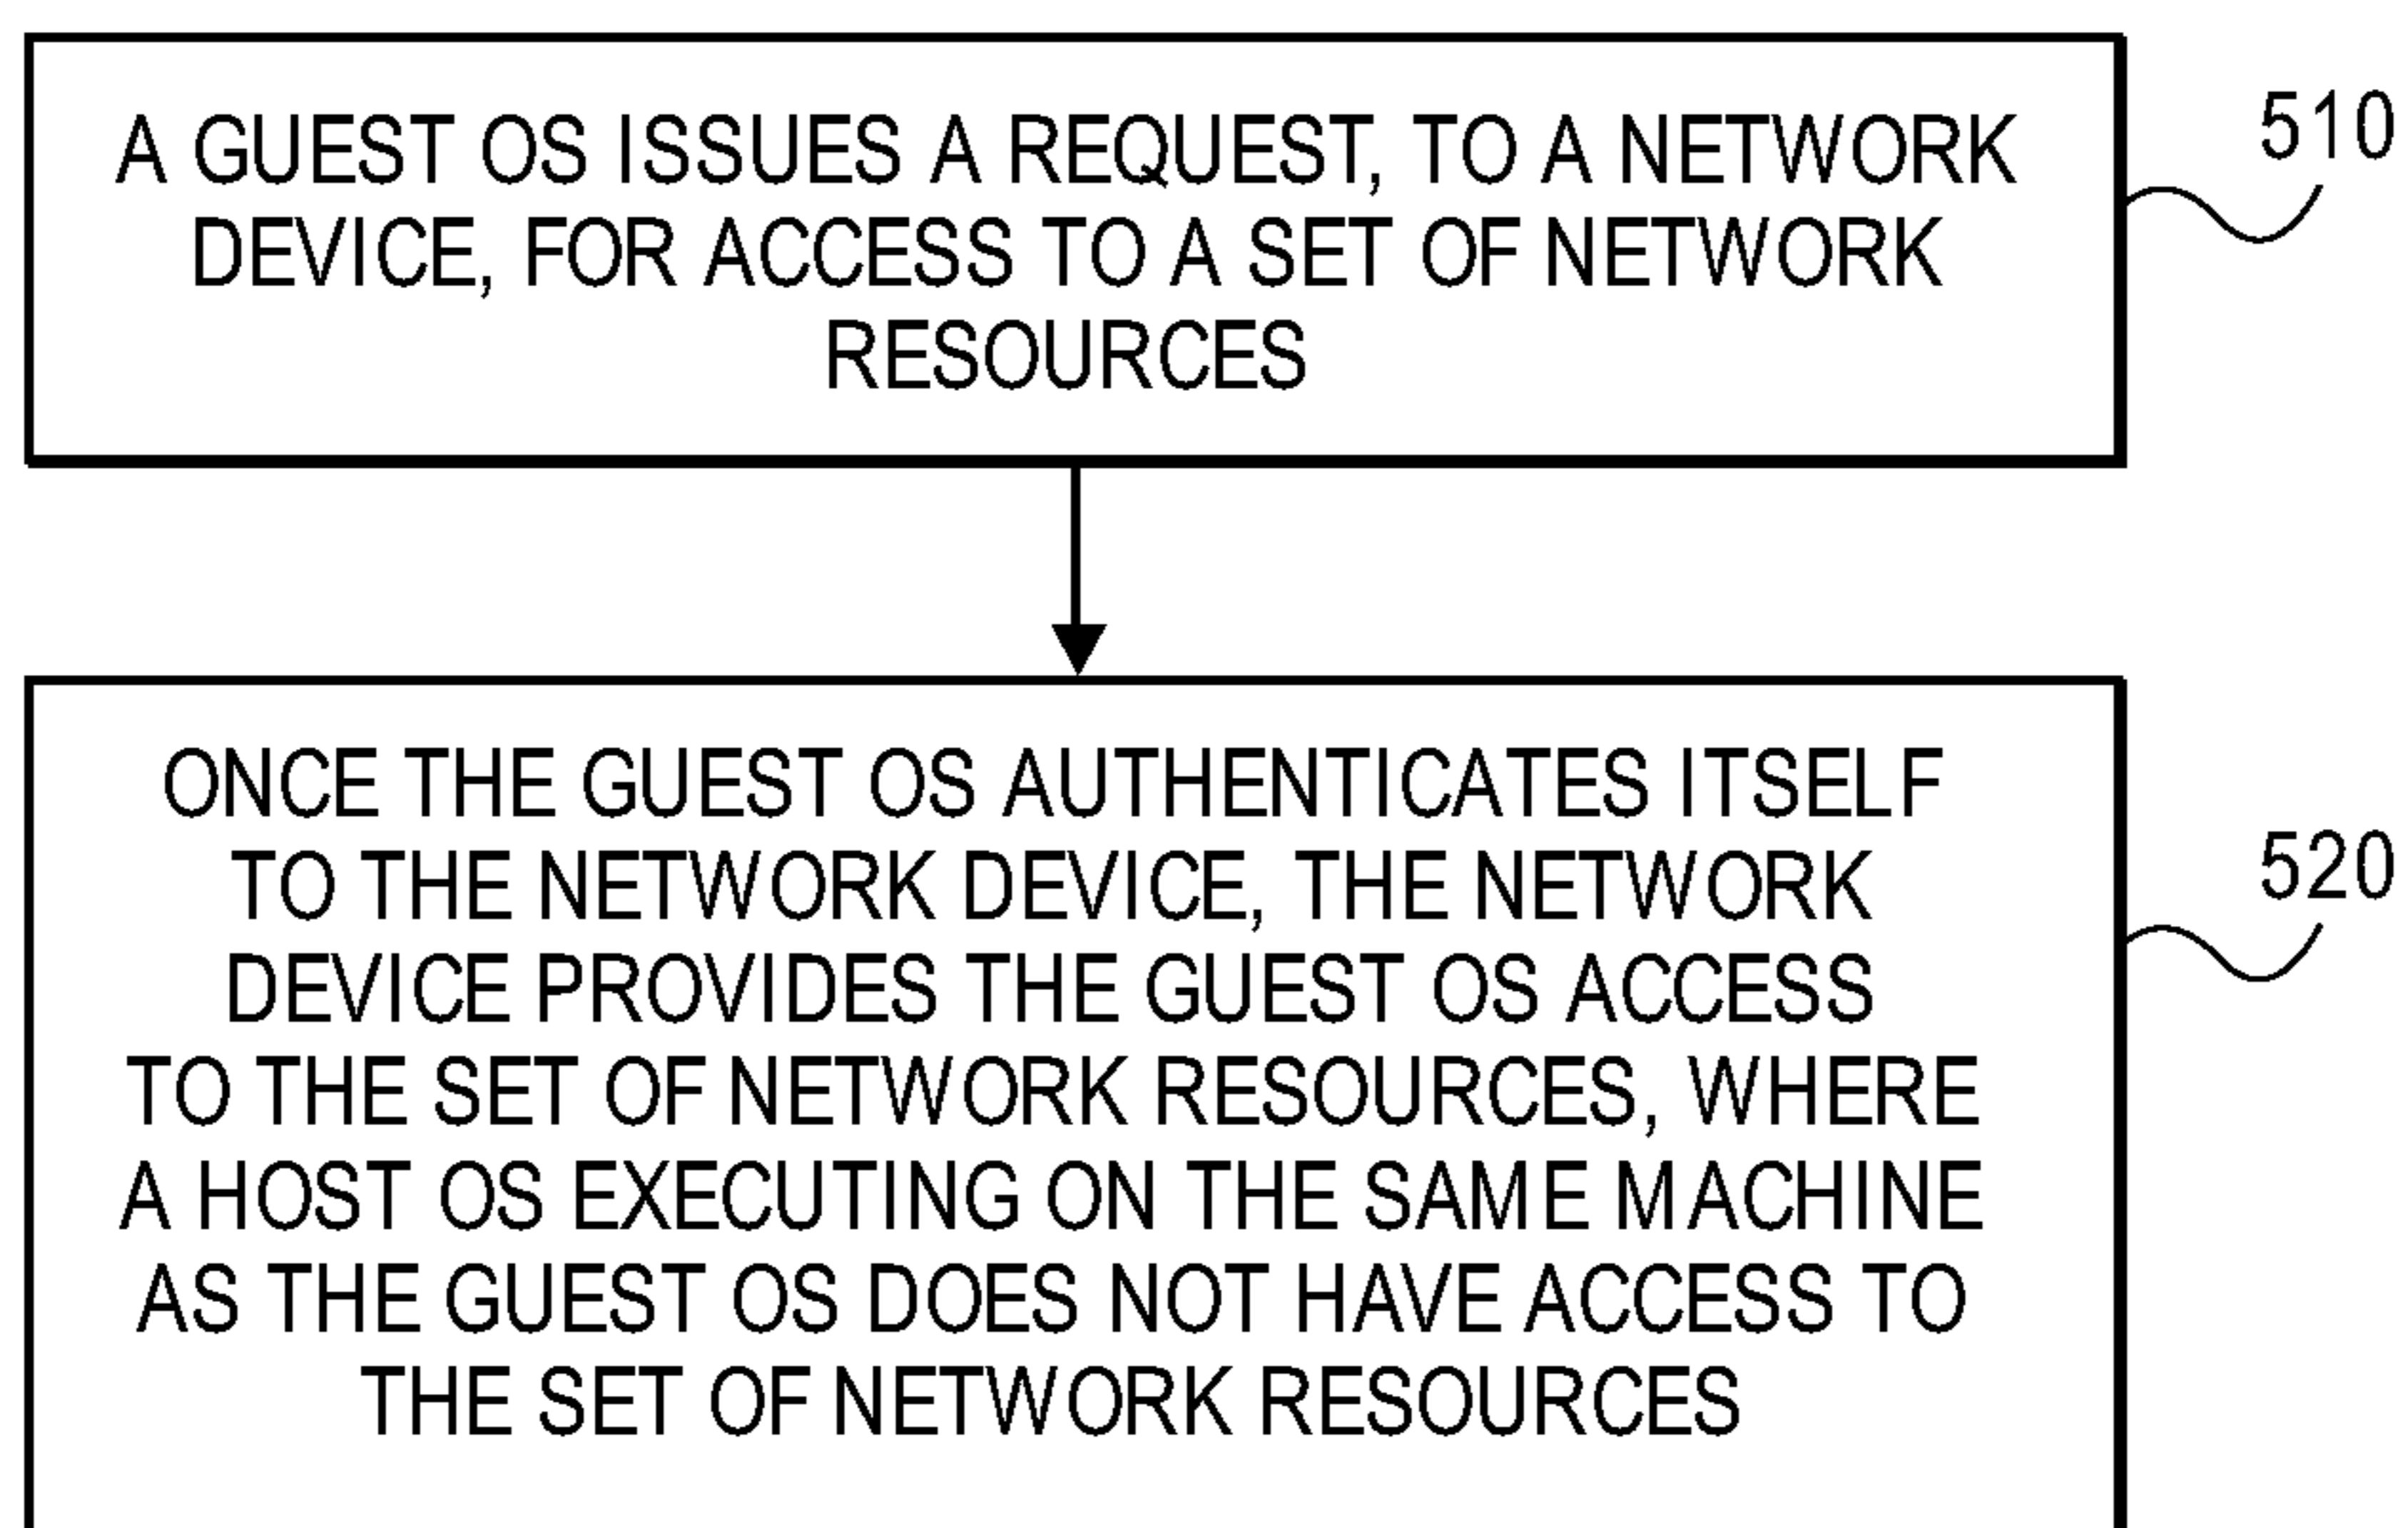 A GUEST OS ISSUES A REQUEST, TO A NETWORK
DEVICE, FOR ACCESS TO A SET OF NETWORK
RESOURCES
510
ONCE THE GUEST OS AUTHENTICATES ITSELF
TO THE NETWORK DEVICE, THE NETWORK
DEVICE PROVIDES THE GUEST OS ACCESS
TO THE SET OF NETWORK RESOURCES, WHERE
A HOST OS EXECUTING ON THE SAME MACHINE
AS THE GUEST OS DOES NOT HAVE ACCESS TO
THE SET OF NETWORK RESOURCES
520